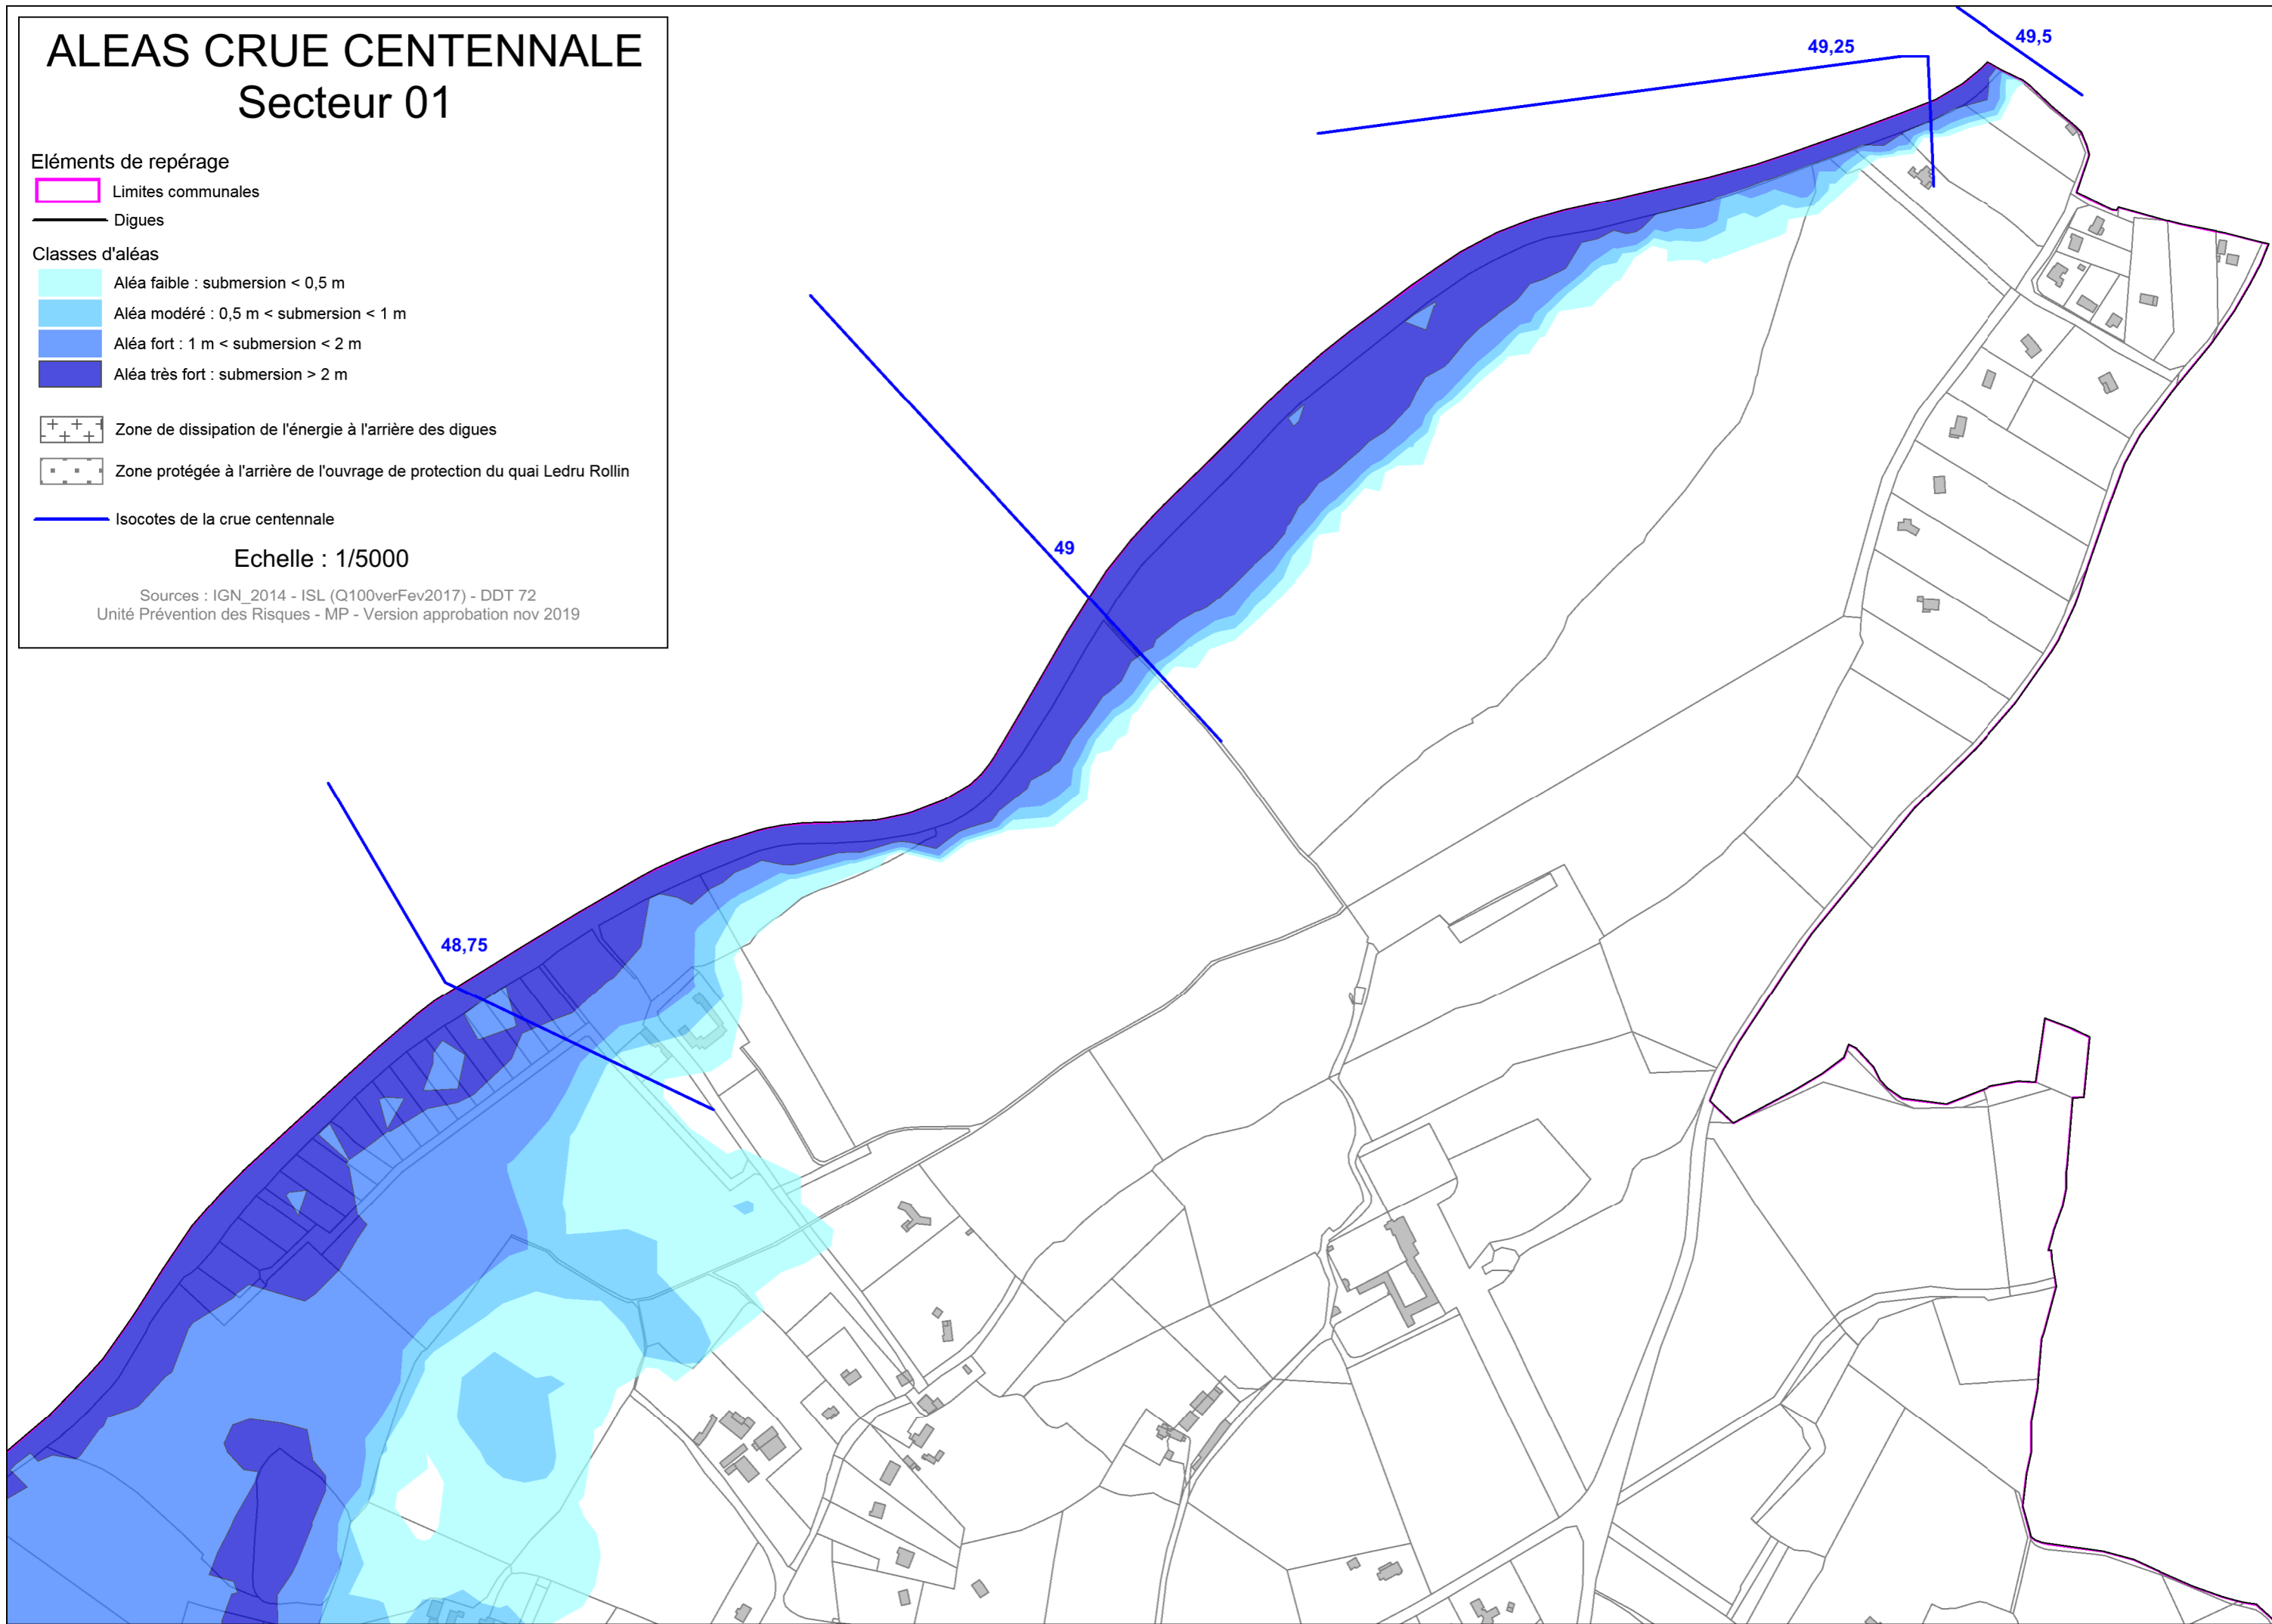 ALEAS CRUE CENTENNALE
Secteur 01
Eléments de repérage
Limites communales
Digues
Classes d'aléas
Aléa faible : submersion < 0,5 m
Aléa modéré : 0,5 m < submersion < 1 m
Aléa fort : 1 m < submersion < 2 m
Aléa très fort : submersion > 2 m
Zone de dissipation de l'énergie à l'arrière des digues
Zone protégée à l'arrière de l'ouvrage de protection du quai Ledru Rollin
Isocotes de la crue centennale
Echelle : 1/5000
Sources : IGN_2014 - ISL (Q100verFev2017) - DDT 72
Unité Prévention des Risques - MP - Version approbation nov 2019
49,5
49,25
49
48,75